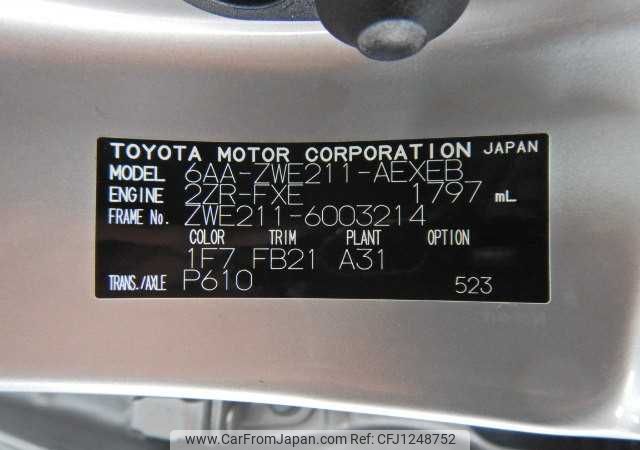 TOYOTA MOTOR CORPORATION JAPAN
MODEL 6AA-ZWE211-AEXEB
ENGINE 2ZR-FXE 1797 mL
FRAME No. ZWE211-6003214
COLOR TRIM PLANT OPTION
1F7 FB21 A31
TRANS./AXLE P610 523
www.CarFromJapan.com CFJ1248752